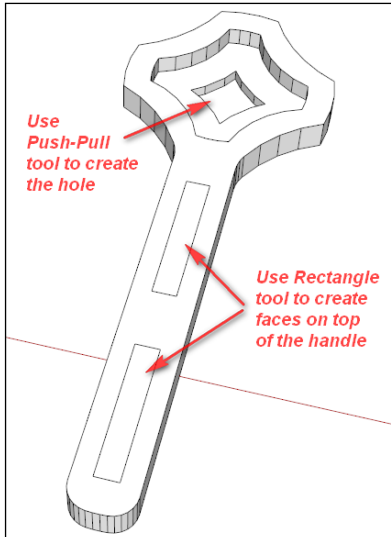 Use
Push-Pull
tool to create
the hole
Use Rectangle
tool to create
faces on top
of the handle